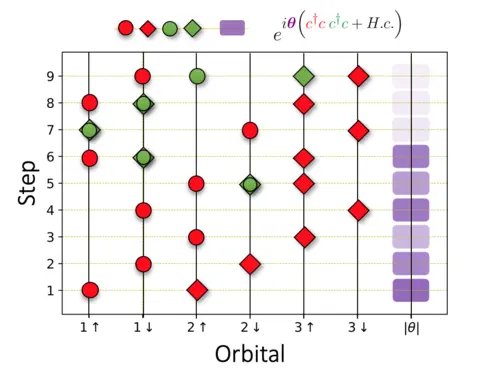 e^{iθ(c†c c†c + H.c.)}
Step
9
8
7
6
5
4
3
2
1
1 ↑ 1 ↓ 2 ↑ 2 ↓ 3 ↑ 3 ↓ |θ|
Orbital